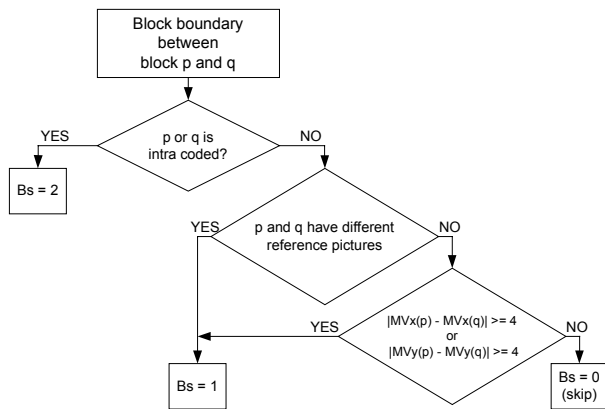 Block boundary
between
block p and q
YES
p or q is
intra coded?
NO
Bs = 2
YES
p and q have different
reference pictures
NO
YES
|MVx(p) - MVx(q)| >= 4
or
|MVy(p) - MVy(q)| >= 4
NO
Bs = 1
Bs = 0
(skip)